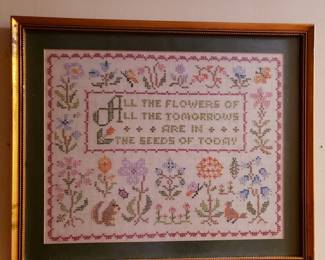 ALL THE FLOWERS OF
ALL THE TOMORROWS
ARE IN
THE SEEDS OF TODAY